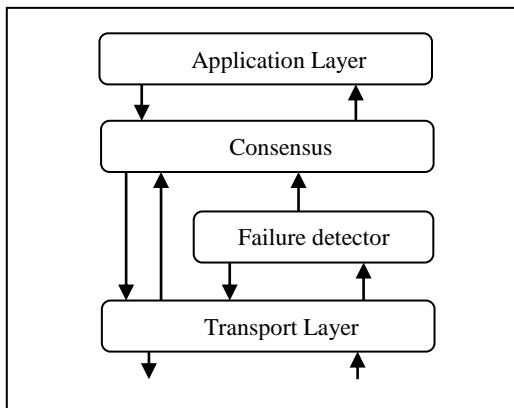 Application Layer
Consensus
Failure detector
Transport Layer